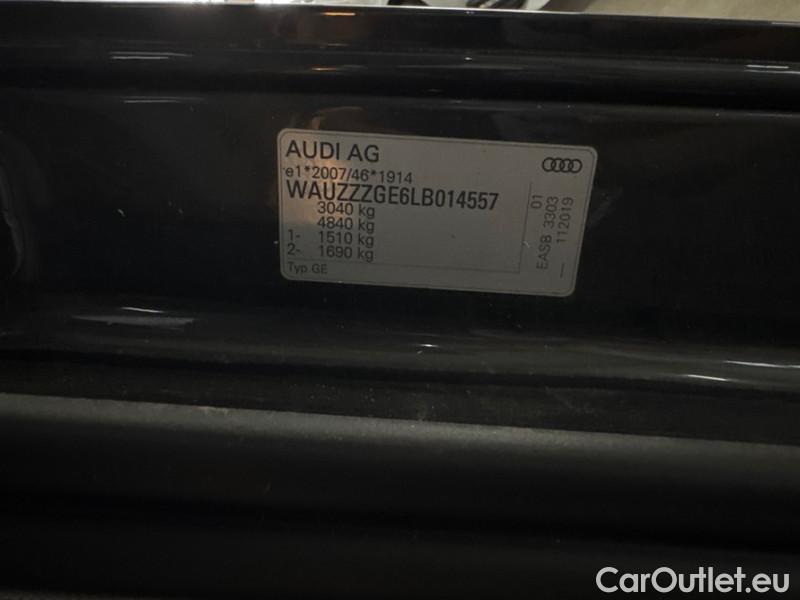 AUDI AG
e1*2007/46*1914
WAUZZZGE6LB014557
3040 kg
4840 kg
1- 1510 kg
2- 1690 kg
Typ GE
01
EASB 3303
— 112019
CarOutlet.eu